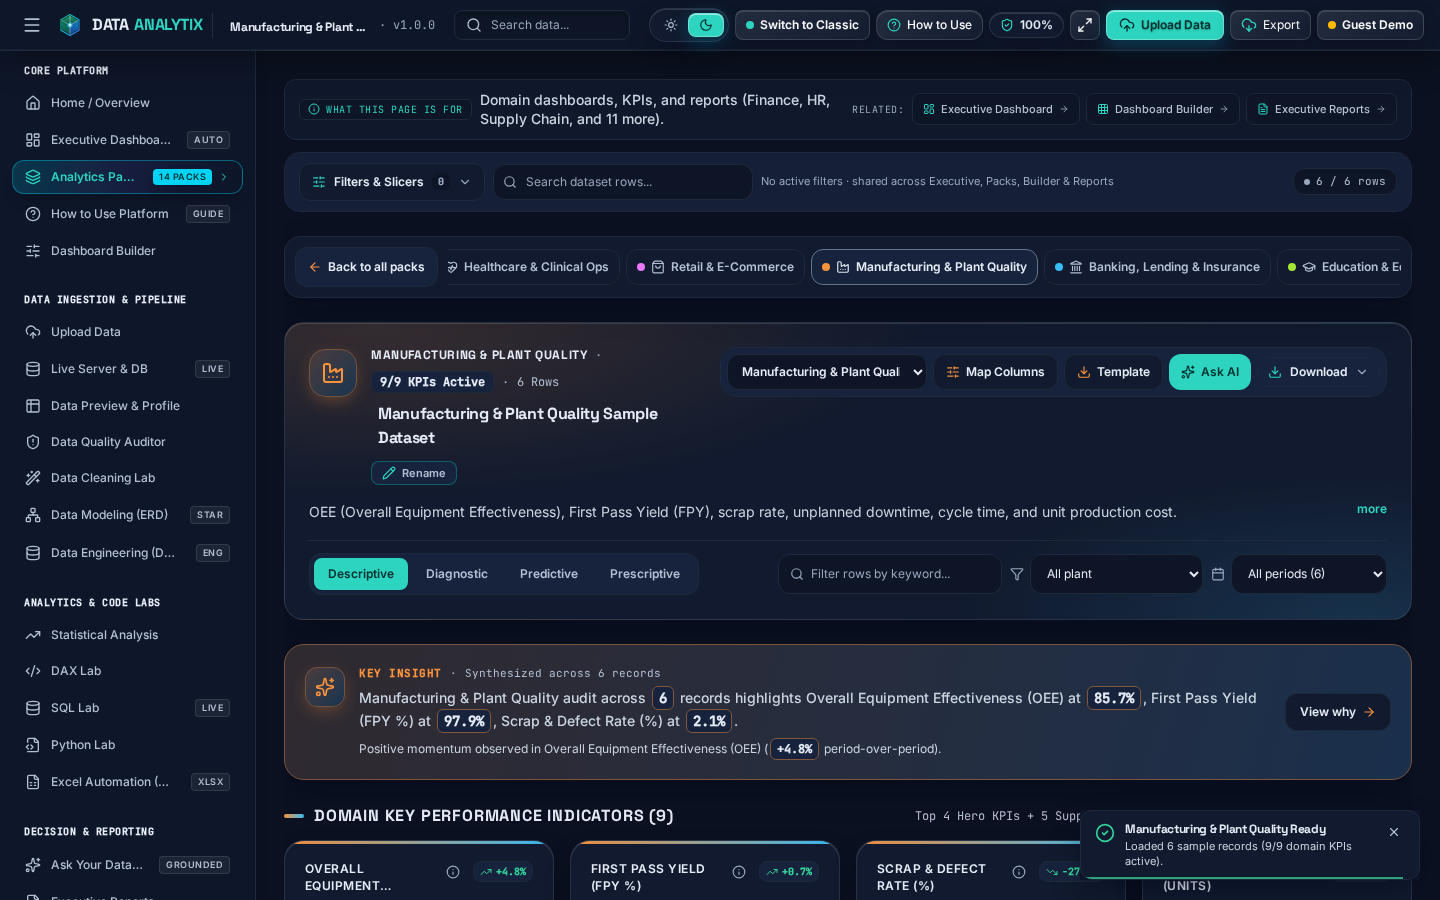 DATA ANALYTIX
Manufacturing & Plant ...
· v1.0.0
Search data...
Switch to Classic
How to Use
100%
Upload Data
Export
Guest Demo
CORE PLATFORM
Home / Overview
Executive Dashboa... AUTO
Analytics Pa... 14 PACKS
How to Use Platform GUIDE
Dashboard Builder
DATA INGESTION & PIPELINE
Upload Data
Live Server & DB LIVE
Data Preview & Profile
Data Quality Auditor
Data Cleaning Lab
Data Modeling (ERD) STAR
Data Engineering (D... ENG
ANALYTICS & CODE LABS
Statistical Analysis
DAX Lab
SQL Lab LIVE
Python Lab
Excel Automation (... XLSX
DECISION & REPORTING
Ask Your Data... GROUNDED
Executive Reports
WHAT THIS PAGE IS FOR
Domain dashboards, KPIs, and reports (Finance, HR,
Supply Chain, and 11 more).
RELATED:
Executive Dashboard →
Dashboard Builder →
Executive Reports →
Filters & Slicers 0
Search dataset rows...
No active filters · shared across Executive, Packs, Builder & Reports
6 / 6 rows
← Back to all packs
Healthcare & Clinical Ops
Retail & E-Commerce
Manufacturing & Plant Quality
Banking, Lending & Insurance
Education & E
MANUFACTURING & PLANT QUALITY ·
9/9 KPIs Active · 6 Rows
Manufacturing & Plant Quality Sample
Dataset
Rename
Manufacturing & Plant Quali
Map Columns
Template
Ask AI
Download
OEE (Overall Equipment Effectiveness), First Pass Yield (FPY), scrap rate, unplanned downtime, cycle time, and unit production cost.
more
Descriptive
Diagnostic
Predictive
Prescriptive
Filter rows by keyword...
All plant
All periods (6)
KEY INSIGHT · Synthesized across 6 records
Manufacturing & Plant Quality audit across 6 records highlights Overall Equipment Effectiveness (OEE) at 85.7%, First Pass Yield
(FPY %) at 97.9%, Scrap & Defect Rate (%) at 2.1%.
Positive momentum observed in Overall Equipment Effectiveness (OEE) (+4.8% period-over-period).
View why →
DOMAIN KEY PERFORMANCE INDICATORS (9)
Top 4 Hero KPIs + 5 Supp
OVERALL
EQUIPMENT...
+4.8%
FIRST PASS YIELD
(FPY %)
+0.7%
SCRAP & DEFECT
RATE (%)
-27
(UNITS)
Manufacturing & Plant Quality Ready
Loaded 6 sample records (9/9 domain KPIs
active).